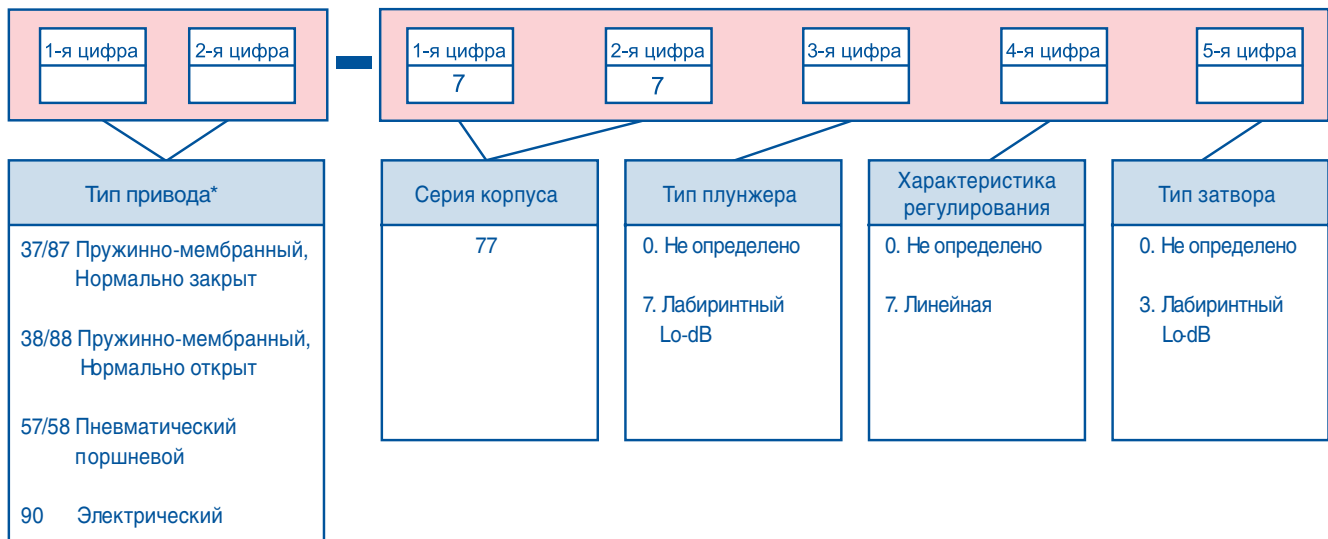 1-я цифра
2-я цифра
1-я цифра
7
2-я цифра
7
3-я цифра
4-я цифра
5-я цифра
Тип привода*
37/87 Пружинно-мембранный,
Нормально закрыт
38/88 Пружинно-мембранный,
Нормально открыт
57/58 Пневматический
поршневой
90 Электрический
Серия корпуса
77
Тип плунжера
0. Не определено
7. Лабиринтный
Lo-dB
Характеристика
регулирования
0. Не определено
7. Линейная
Тип затвора
0. Не определено
3. Лабиринтный
Lo-dB